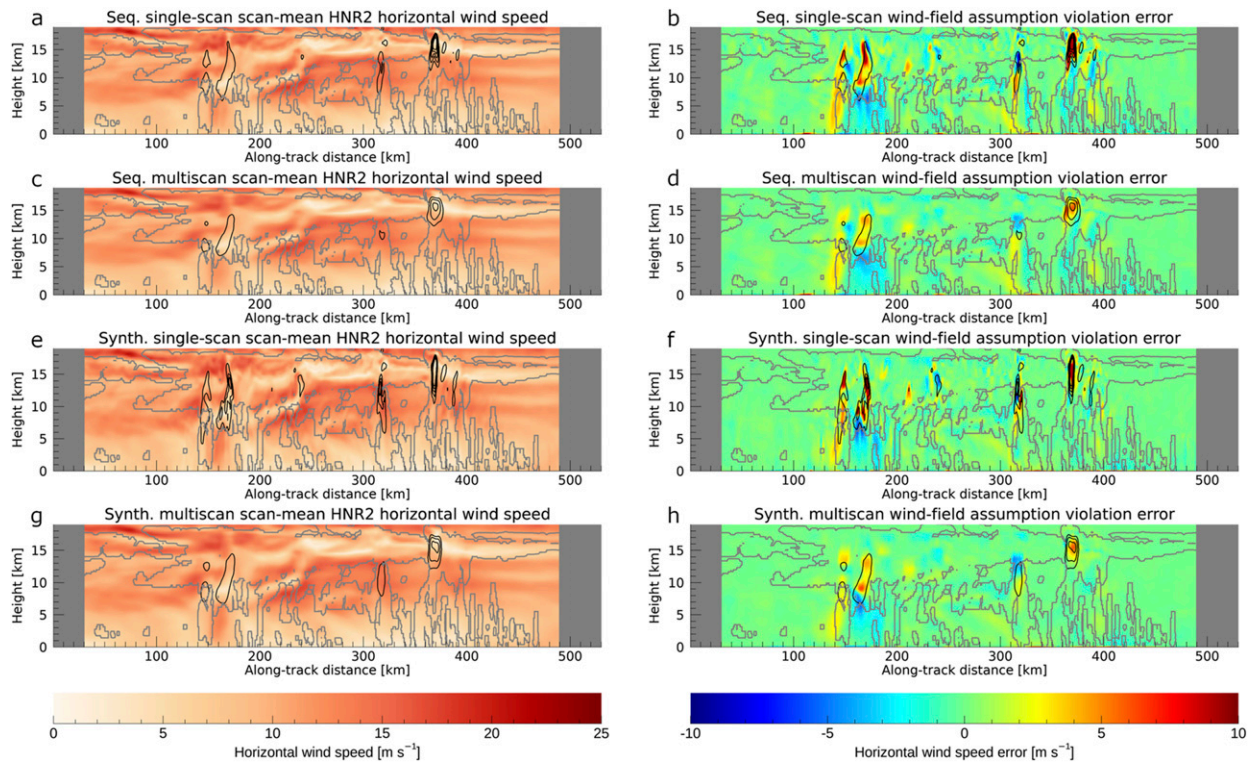 a Seq. single-scan scan-mean HNR2 horizontal wind speed
Height [km]
15
10
5
0
100 200 300 400 500
Along-track distance [km]
b Seq. single-scan wind-field assumption violation error
Height [km]
15
10
5
0
100 200 300 400 500
Along-track distance [km]
c Seq. multiscan scan-mean HNR2 horizontal wind speed
Height [km]
15
10
5
0
100 200 300 400 500
Along-track distance [km]
d Seq. multiscan wind-field assumption violation error
Height [km]
15
10
5
0
100 200 300 400 500
Along-track distance [km]
e Synth. single-scan scan-mean HNR2 horizontal wind speed
Height [km]
15
10
5
0
100 200 300 400 500
Along-track distance [km]
f Synth. single-scan wind-field assumption violation error
Height [km]
15
10
5
0
100 200 300 400 500
Along-track distance [km]
g Synth. multiscan scan-mean HNR2 horizontal wind speed
Height [km]
15
10
5
0
100 200 300 400 500
Along-track distance [km]
h Synth. multiscan wind-field assumption violation error
Height [km]
15
10
5
0
100 200 300 400 500
Along-track distance [km]
0 5 10 15 20 25
Horizontal wind speed [m s⁻¹]
-10 -5 0 5 10
Horizontal wind speed error [m s⁻¹]